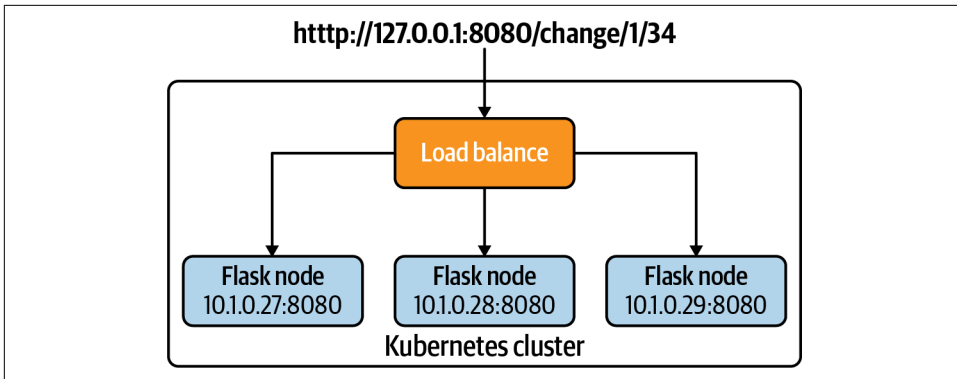 htttp://127.0.0.1:8080/change/1/34
Load balance
Flask node
10.1.0.27:8080
Flask node
10.1.0.28:8080
Flask node
10.1.0.29:8080
Kubernetes cluster